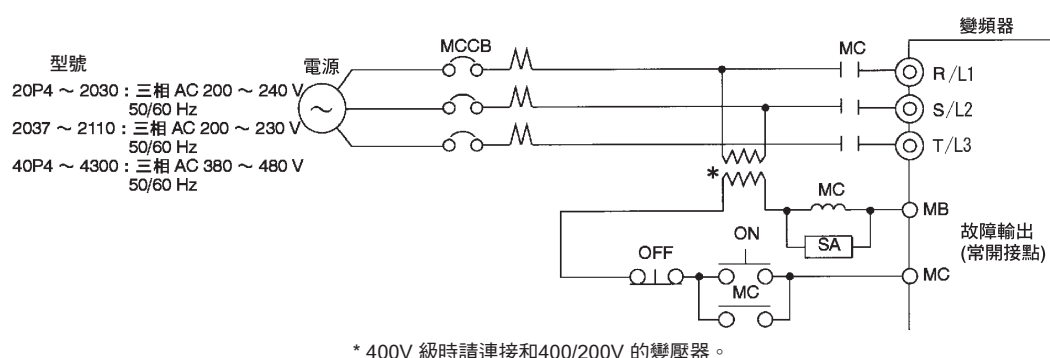 變頻器
MCCB
MC
型號
電源
R/L1
20P4 ～ 2030：三相 AC 200 ～ 240 V
50/60 Hz
~
S/L2
2037 ～ 2110：三相 AC 200 ～ 230 V
50/60 Hz
T/L3
40P4 ～ 4300：三相 AC 380 ～ 480 V
50/60 Hz
*
MC
MB
SA
故障輸出
(常開接點)
ON
OFF
MC
MC
* 400V 級時請連接和400/200V 的變壓器。